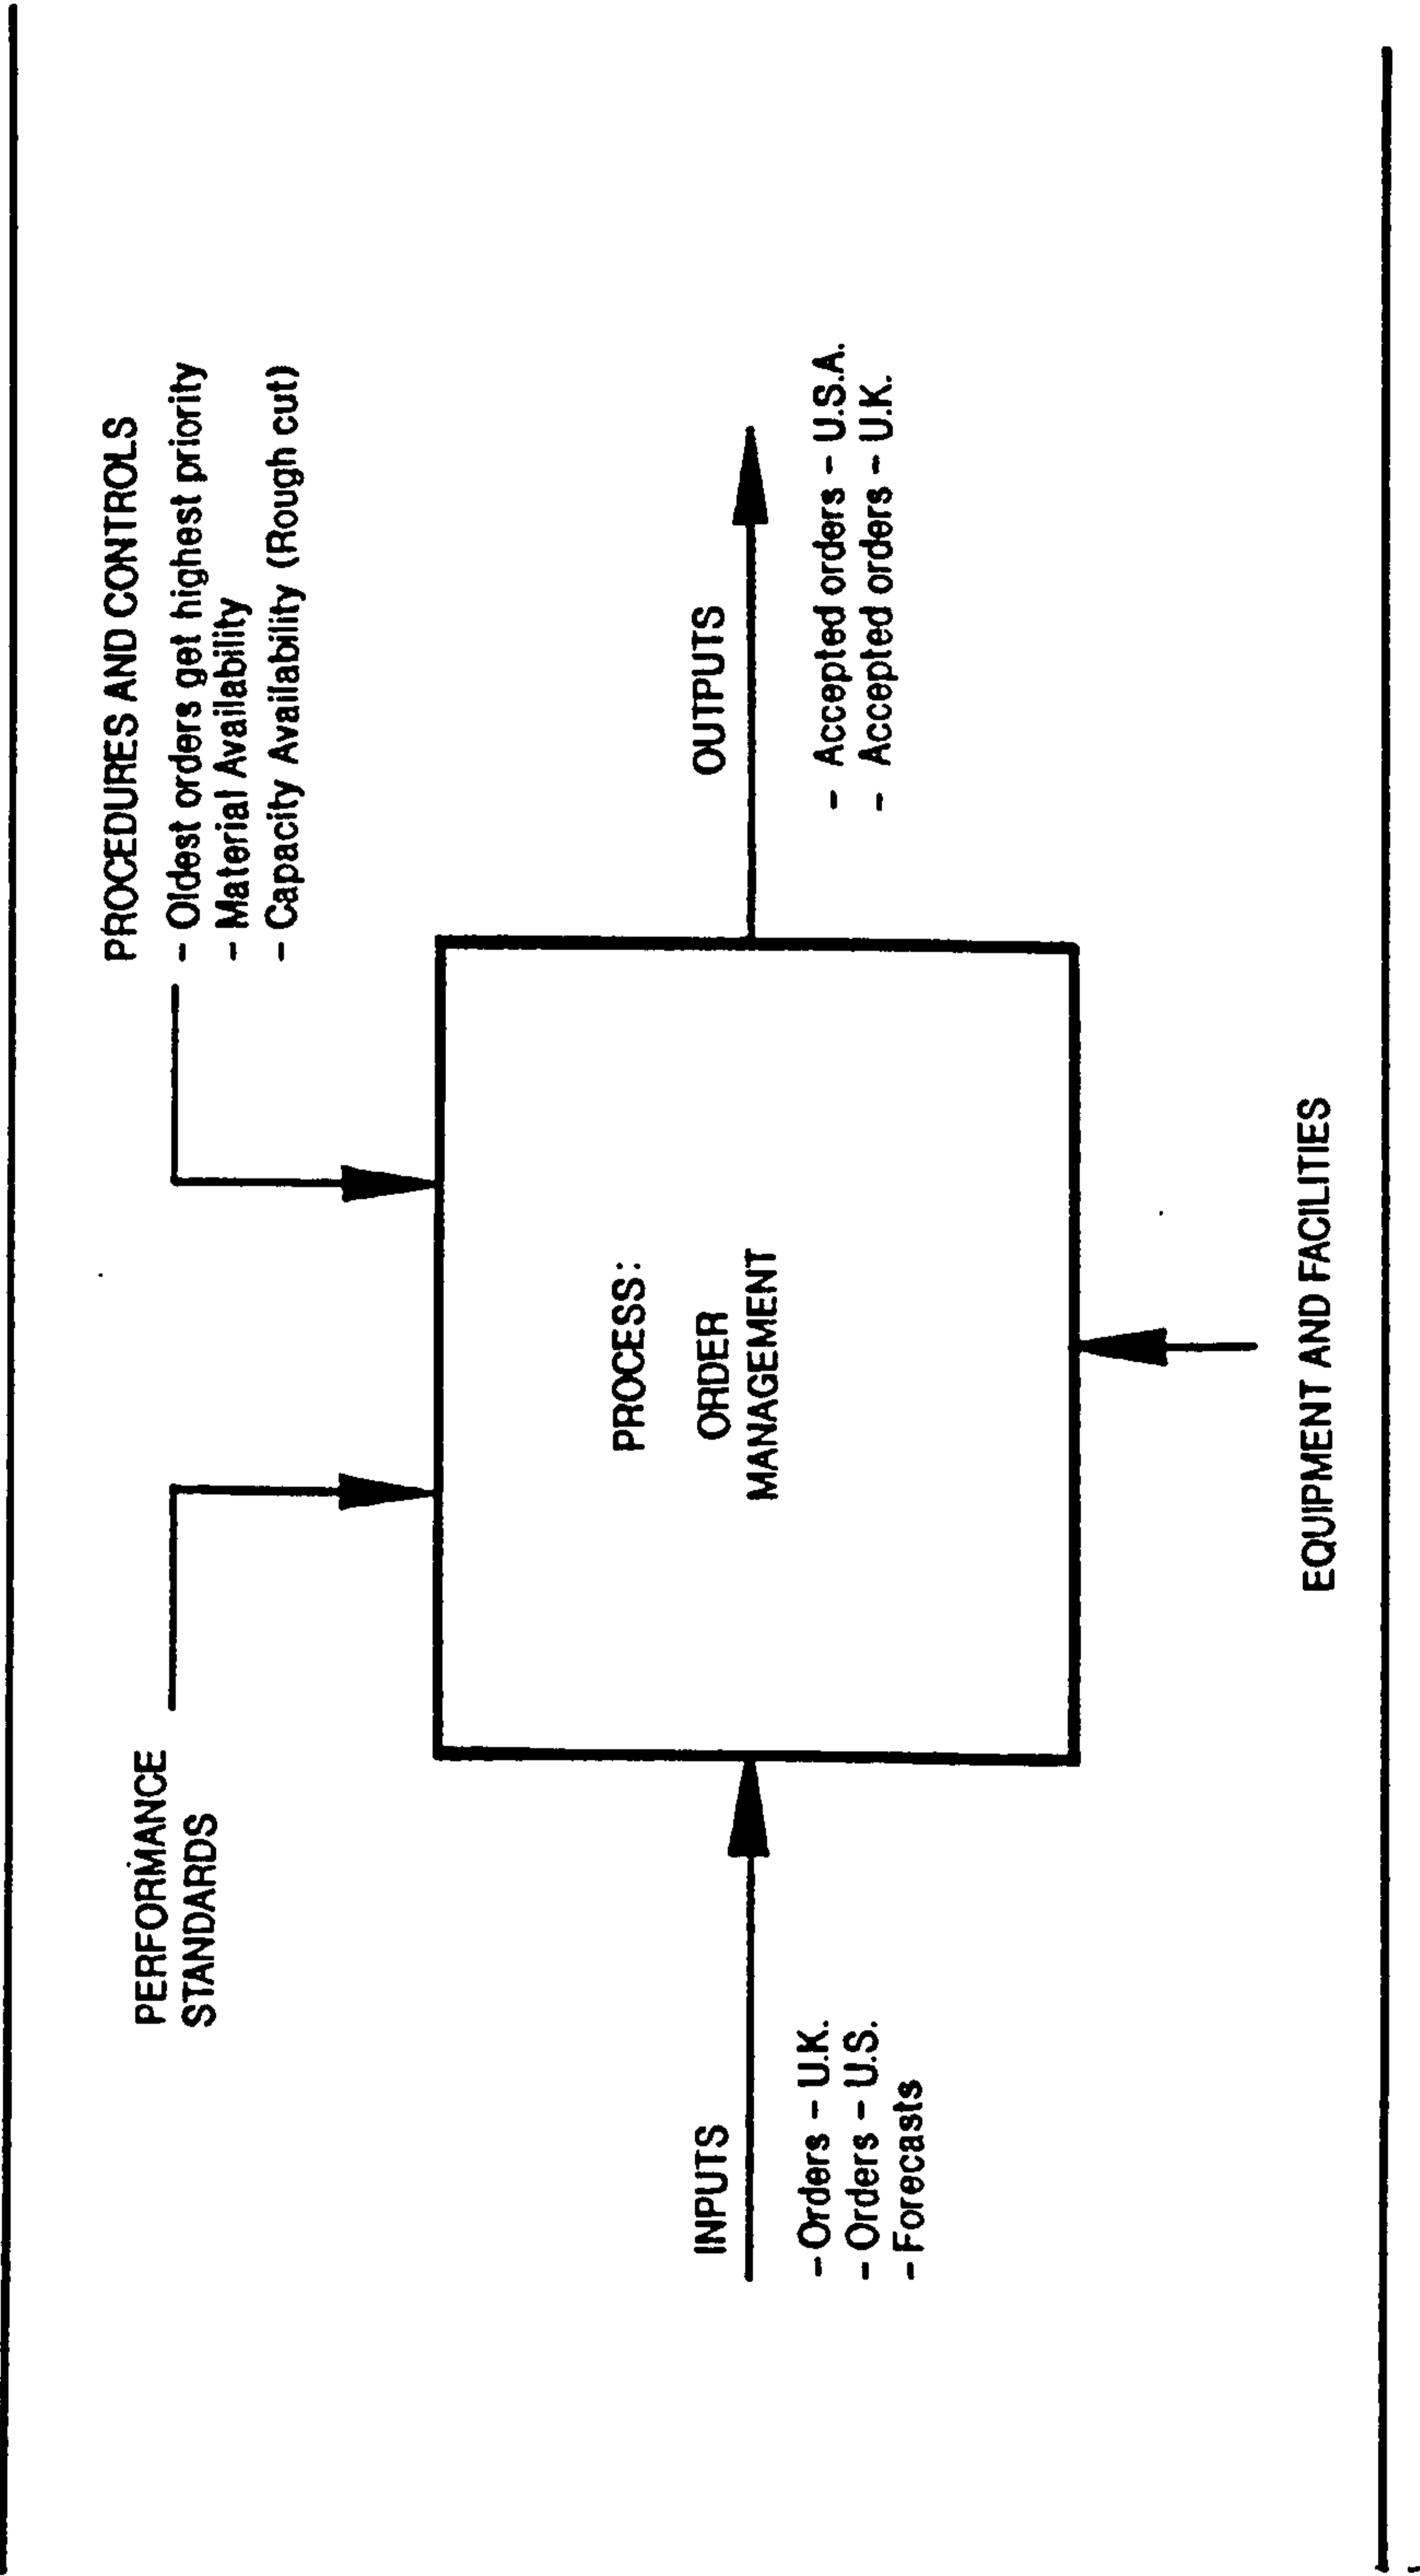 PERFORMANCE
STANDARDS
PROCEDURES AND CONTROLS
- Oldest orders get highest priority
- Material Availability
- Capacity Availability (Rough cut)
INPUTS
- Orders - U.K.
- Orders - U.S.
- Forecasts
PROCESS:
ORDER
MANAGEMENT
OUTPUTS
- Accepted orders - U.S.A.
- Accepted orders - U.K.
EQUIPMENT AND FACILITIES